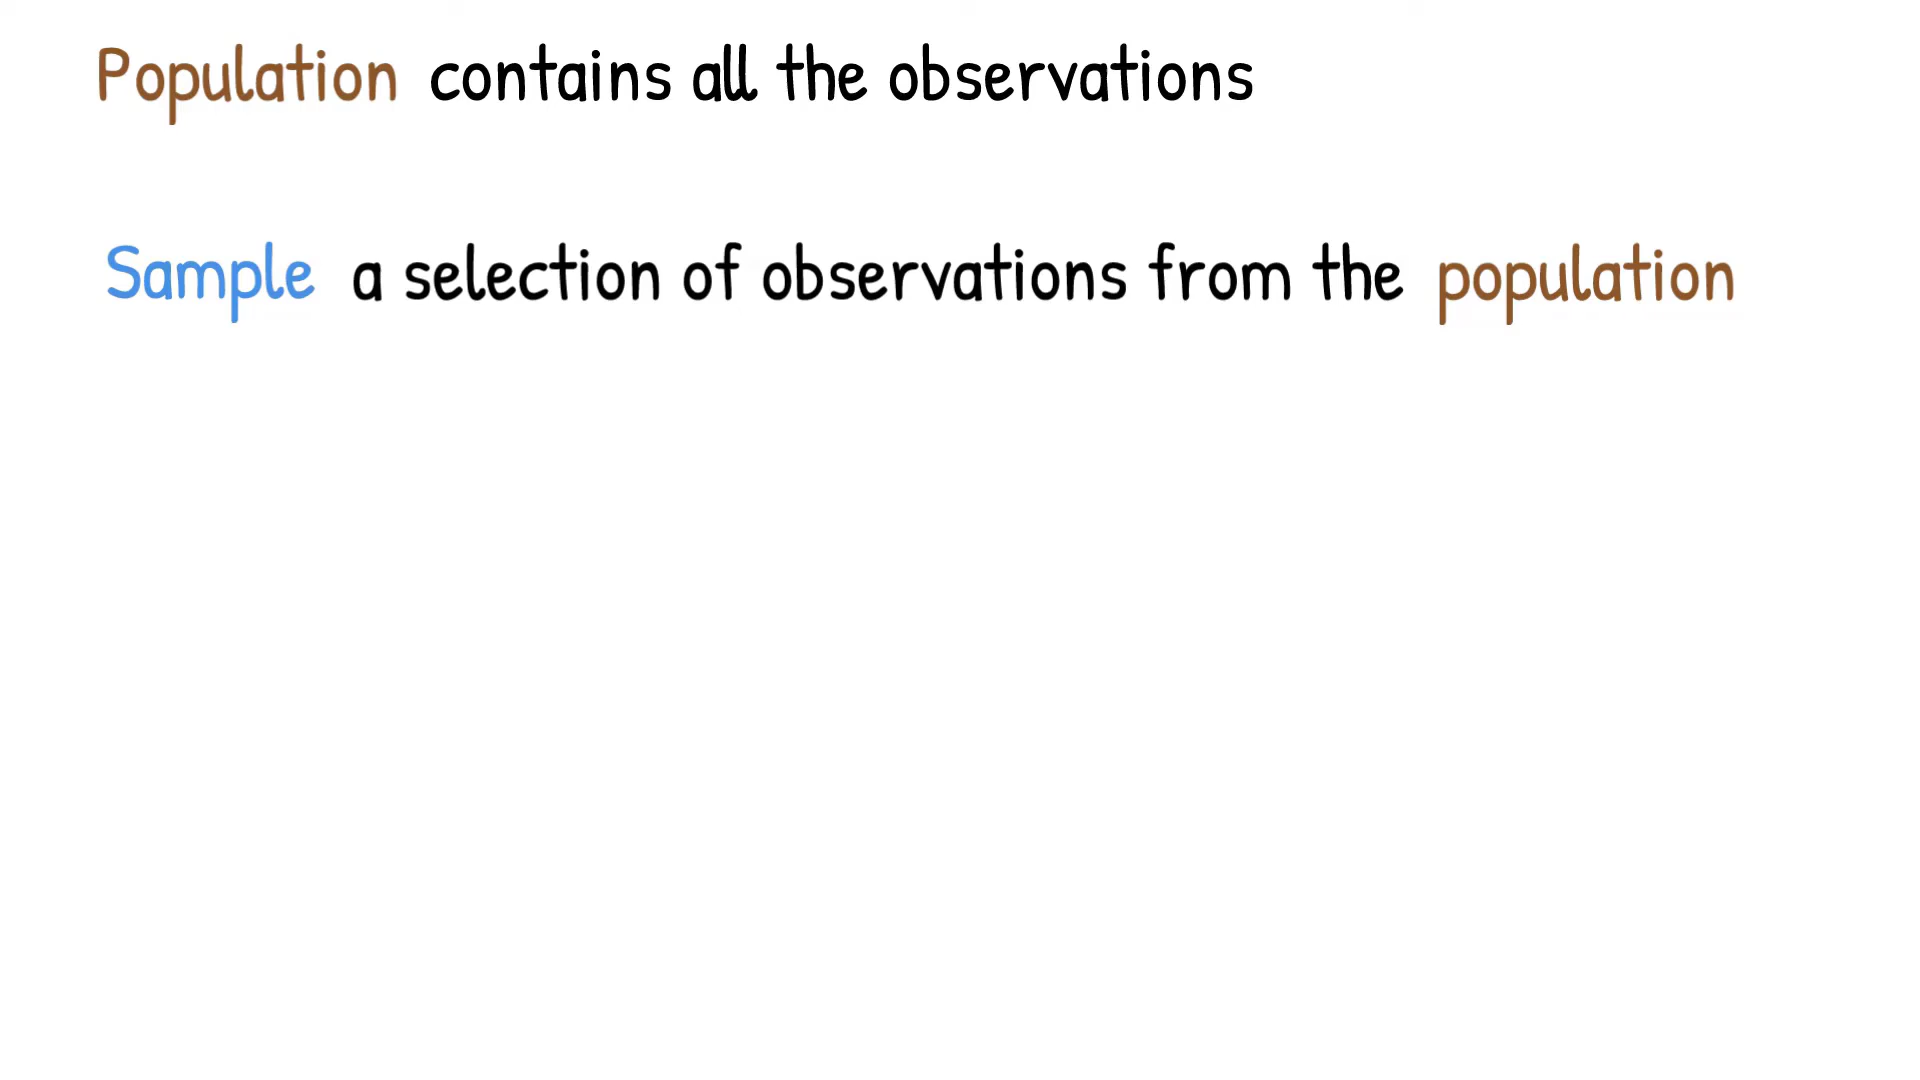 Population contains all the observations
Sample a selection of observations from the population